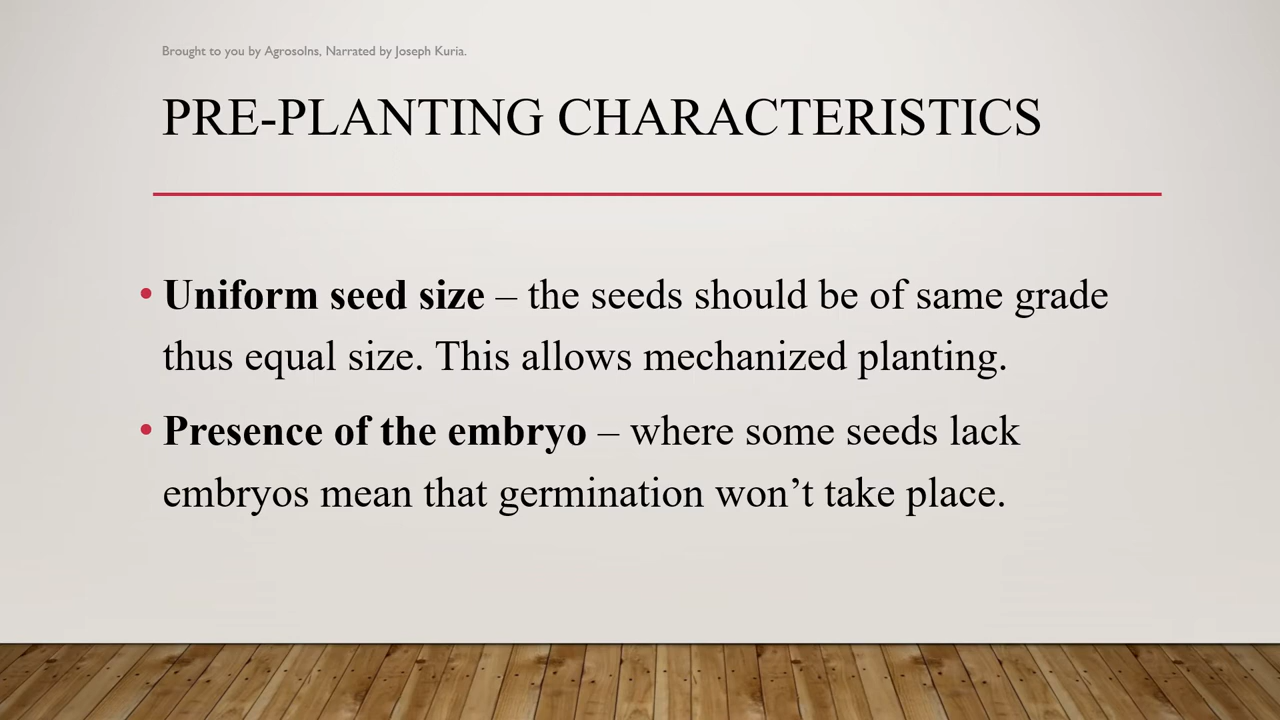 Brought to you by Agrosolns, Narrated by Joseph Kuria.
PRE-PLANTING CHARACTERISTICS
• Uniform seed size – the seeds should be of same grade
thus equal size. This allows mechanized planting.
• Presence of the embryo – where some seeds lack
embryos mean that germination won’t take place.